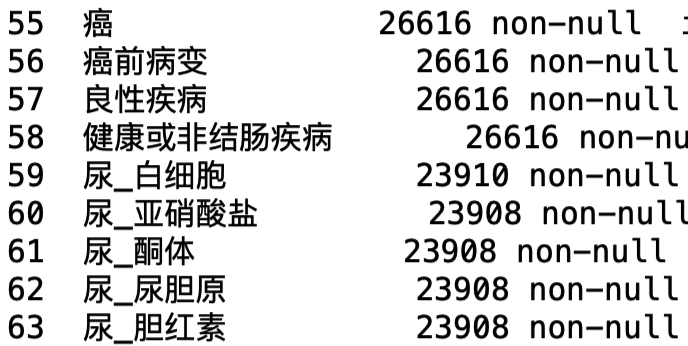 55 癌 26616 non-null
56 癌前病变 26616 non-null
57 良性疾病 26616 non-null
58 健康或非结肠疾病 26616 non-nu
59 尿_白细胞 23910 non-null
60 尿_亚硝酸盐 23908 non-null
61 尿_酮体 23908 non-null
62 尿_尿胆原 23908 non-null
63 尿_胆红素 23908 non-null